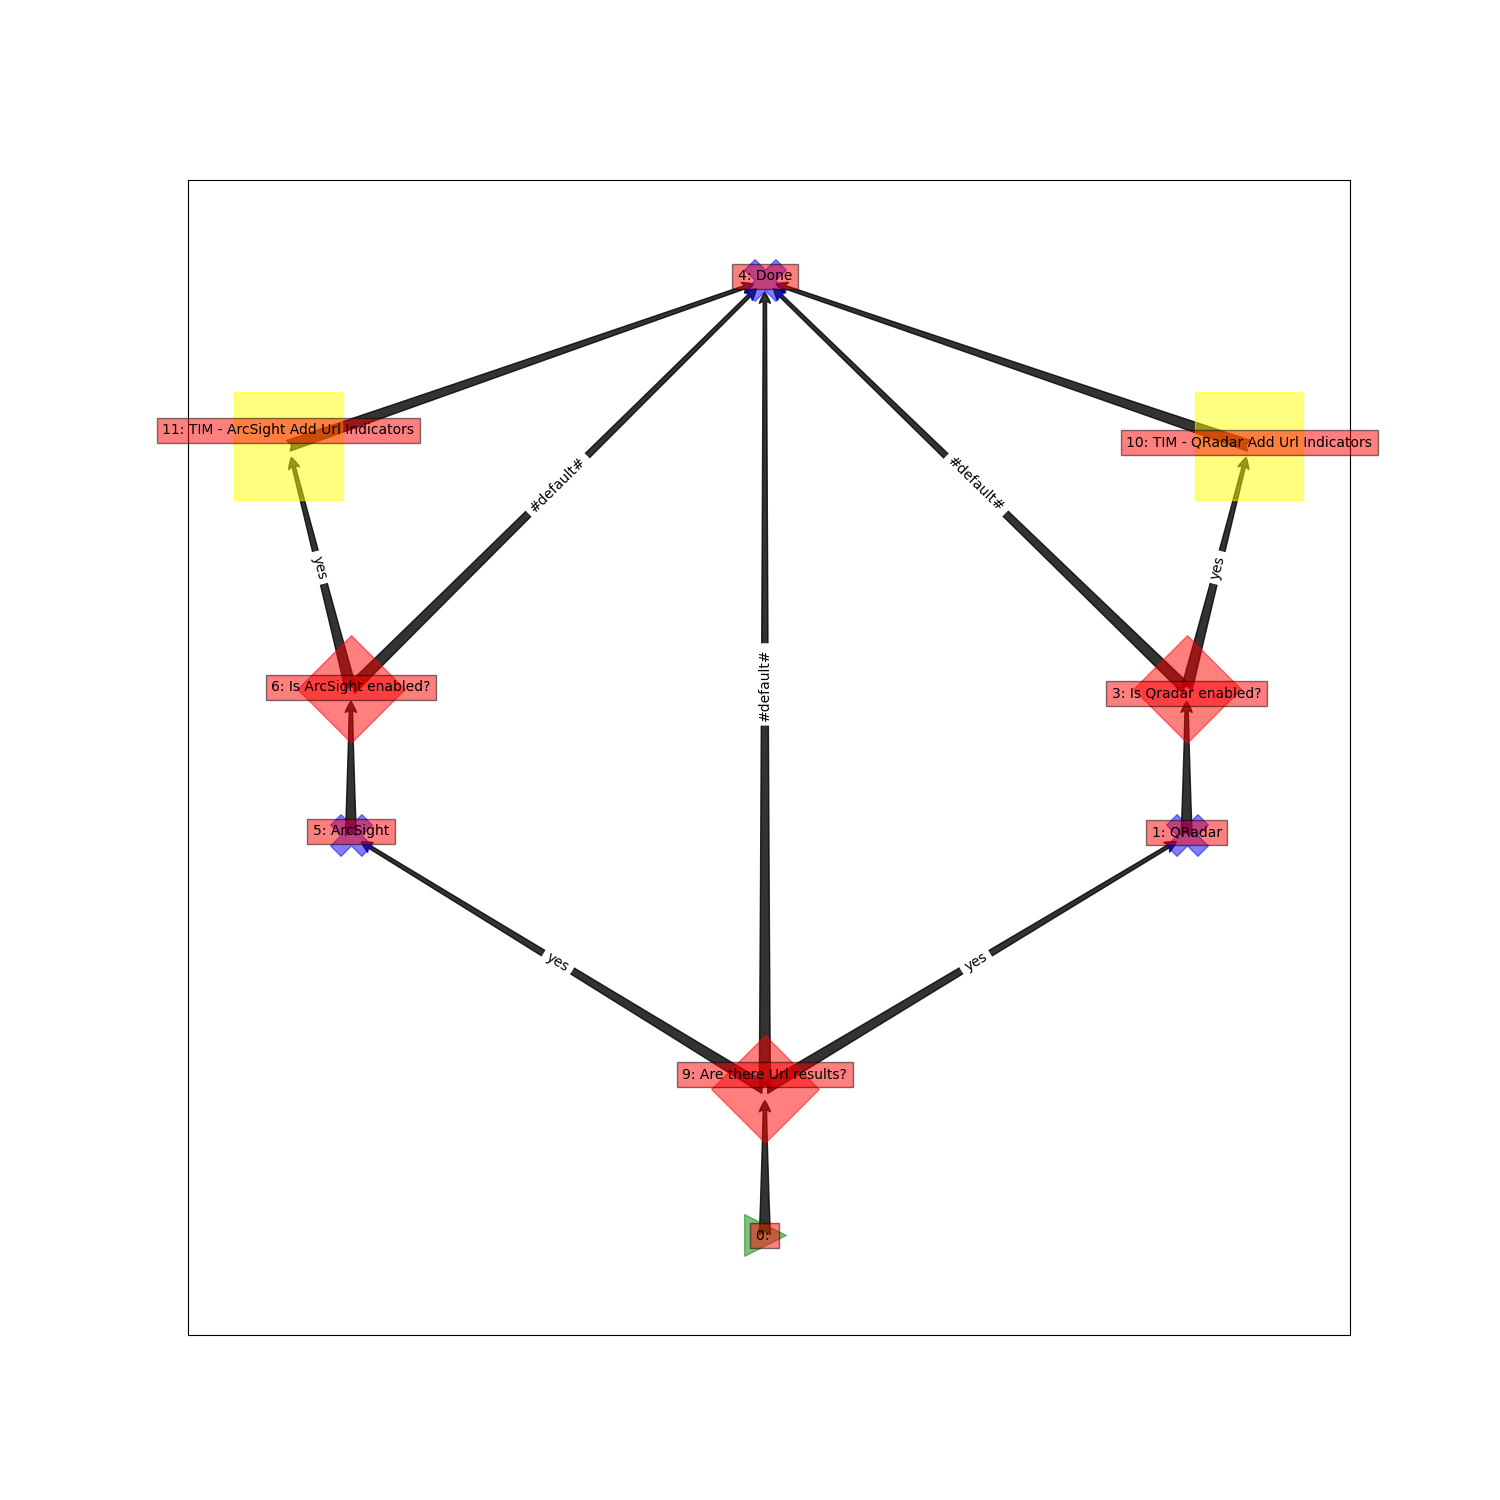 4: Done
11: TIM - ArcSight Add Url Indicators
10: TIM - QRadar Add Url Indicators
#default#
#default#
yes
yes
#default#
6: Is ArcSight enabled?
3: Is Qradar enabled?
5: ArcSight
1: QRadar
yes
yes
9: Are there Url results?
0: